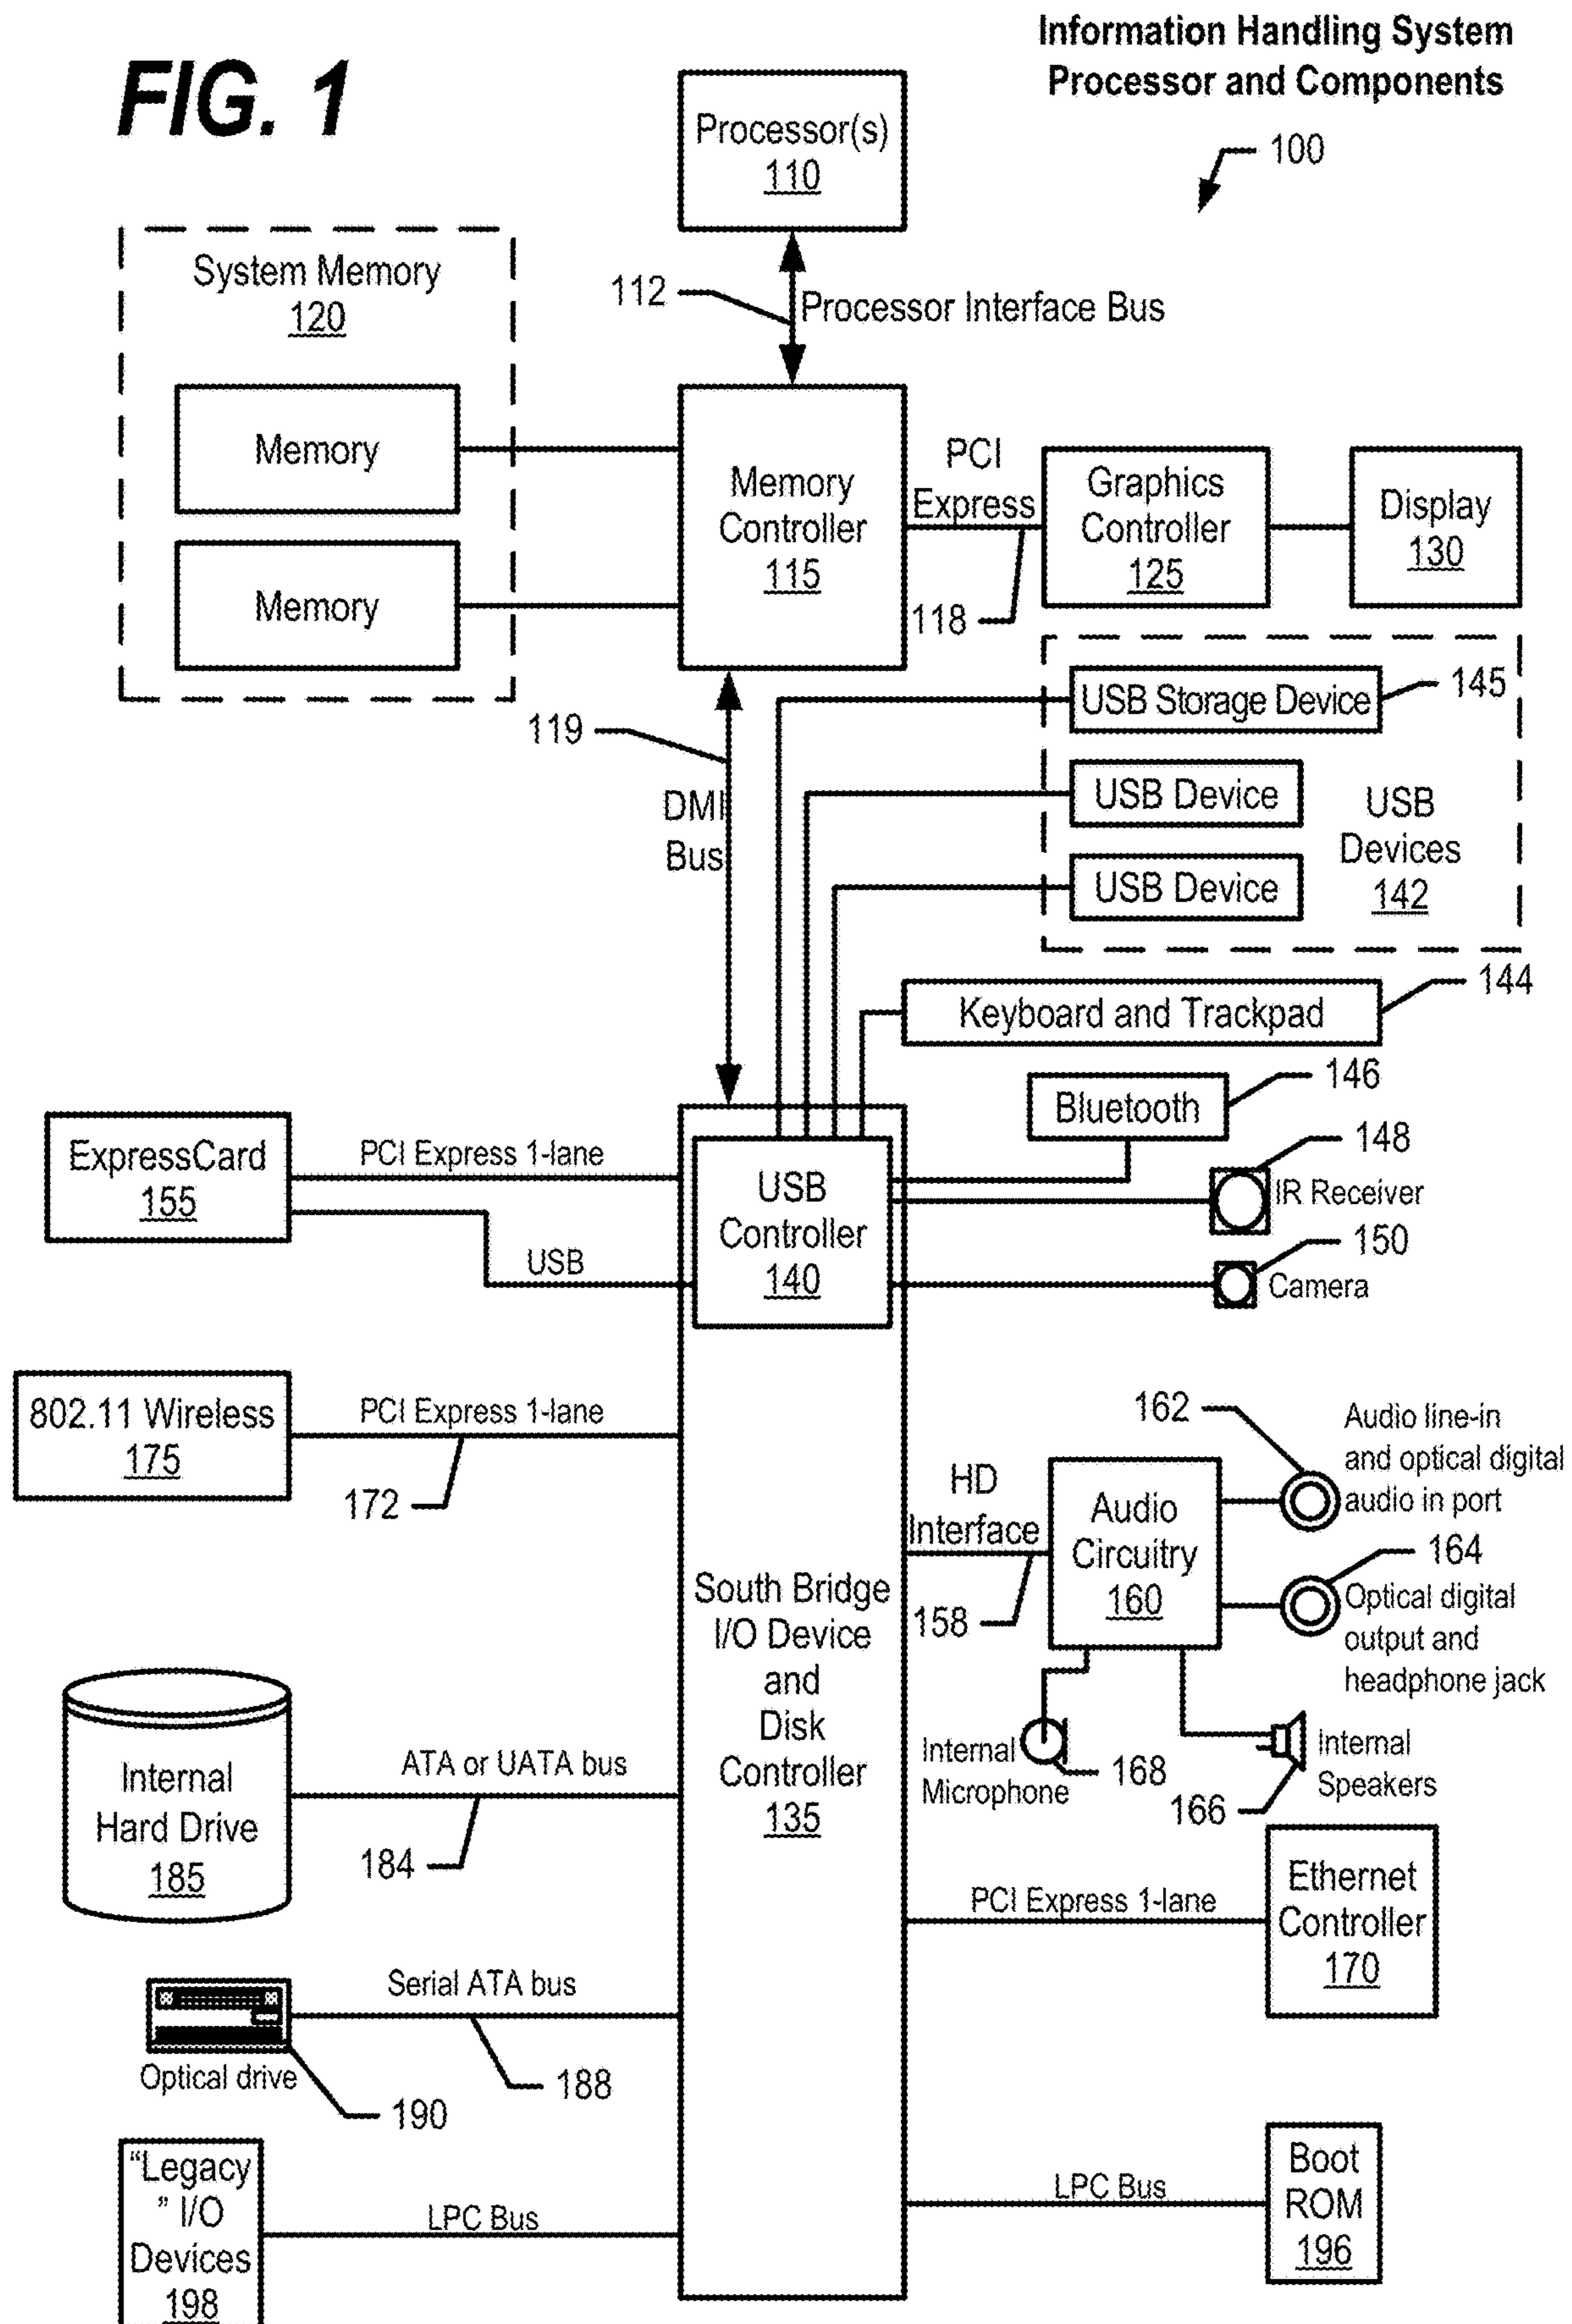 Information Handling System
Processor and Components
FIG. 1
100
Processor(s)
110
System Memory
120
112
Processor Interface Bus
Memory
Memory
Memory
Controller
115
PCI
Express
118
Graphics
Controller
125
Display
130
119
DMI
Bus
USB Storage Device
145
USB Device
USB Device
USB
Devices
142
Keyboard and Trackpad
144
Bluetooth
146
148
IR Receiver
150
Camera
ExpressCard
155
PCI Express 1-lane
USB
USB
Controller
140
802.11 Wireless
175
PCI Express 1-lane
172
162
Audio line-in
and optical digital
audio in port
HD
Interface
158
Audio
Circuitry
160
164
Optical digital
output and
headphone jack
South Bridge
I/O Device
and
Disk
Controller
135
Internal
Microphone
168
166
Internal
Speakers
Internal
Hard Drive
185
ATA or UATA bus
184
PCI Express 1-lane
Ethernet
Controller
170
Serial ATA bus
188
Optical drive
190
“Legacy
” I/O
Devices
198
LPC Bus
LPC Bus
Boot
ROM
196